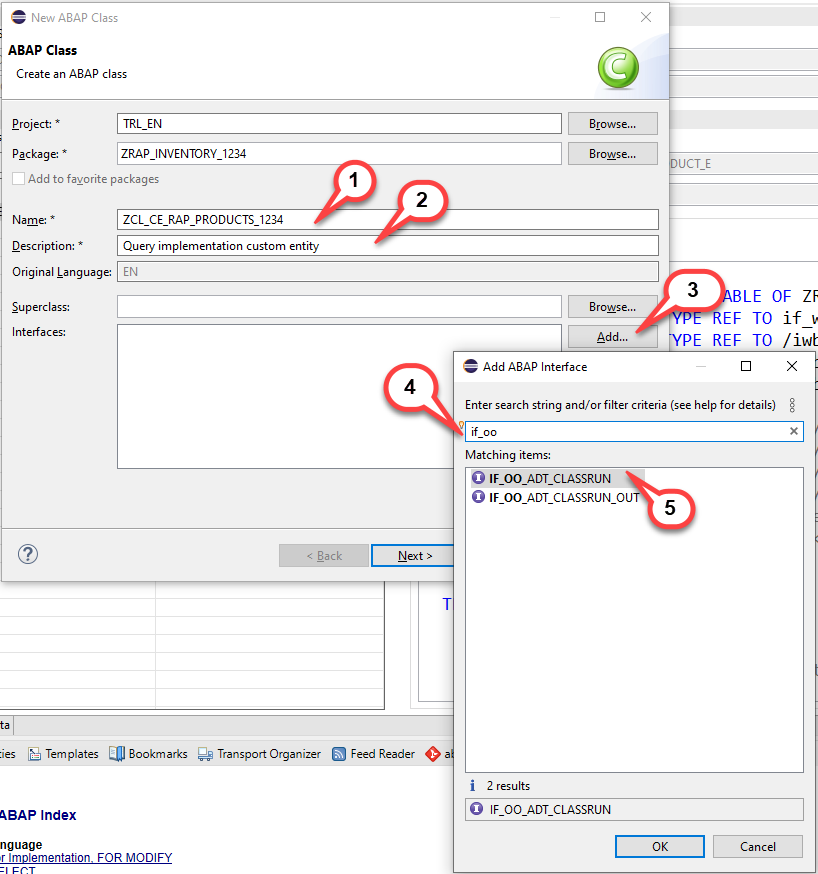 New ABAP Class
ABAP Class
Create an ABAP class
Project: * TRL_EN Browse...
Package: * ZRAP_INVENTORY_1234 Browse...
DUCT_E
Add to favorite packages
1
2
Name: * ZCL_CE_RAP_PRODUCTS_1234
Description: * Query implementation custom entity
Original Language: EN
3
ABLE OF ZR
Superclass: Browse...
YPE REF TO if_w
Interfaces: Add...
TYPE REF TO /iwb
Add ABAP Interface
4
Enter search string and/or filter criteria (see help for details)
if_oo
Matching items:
IF_OO_ADT_CLASSRUN
IF_OO_ADT_CLASSRUN_OUT
5
< Back Next >
T
ta
ies Templates Bookmarks Transport Organizer Feed Reader ab
2 results
IF_OO_ADT_CLASSRUN
ABAP Index
nguage
or Implementation, FOR MODIFY
ELECT
OK Cancel